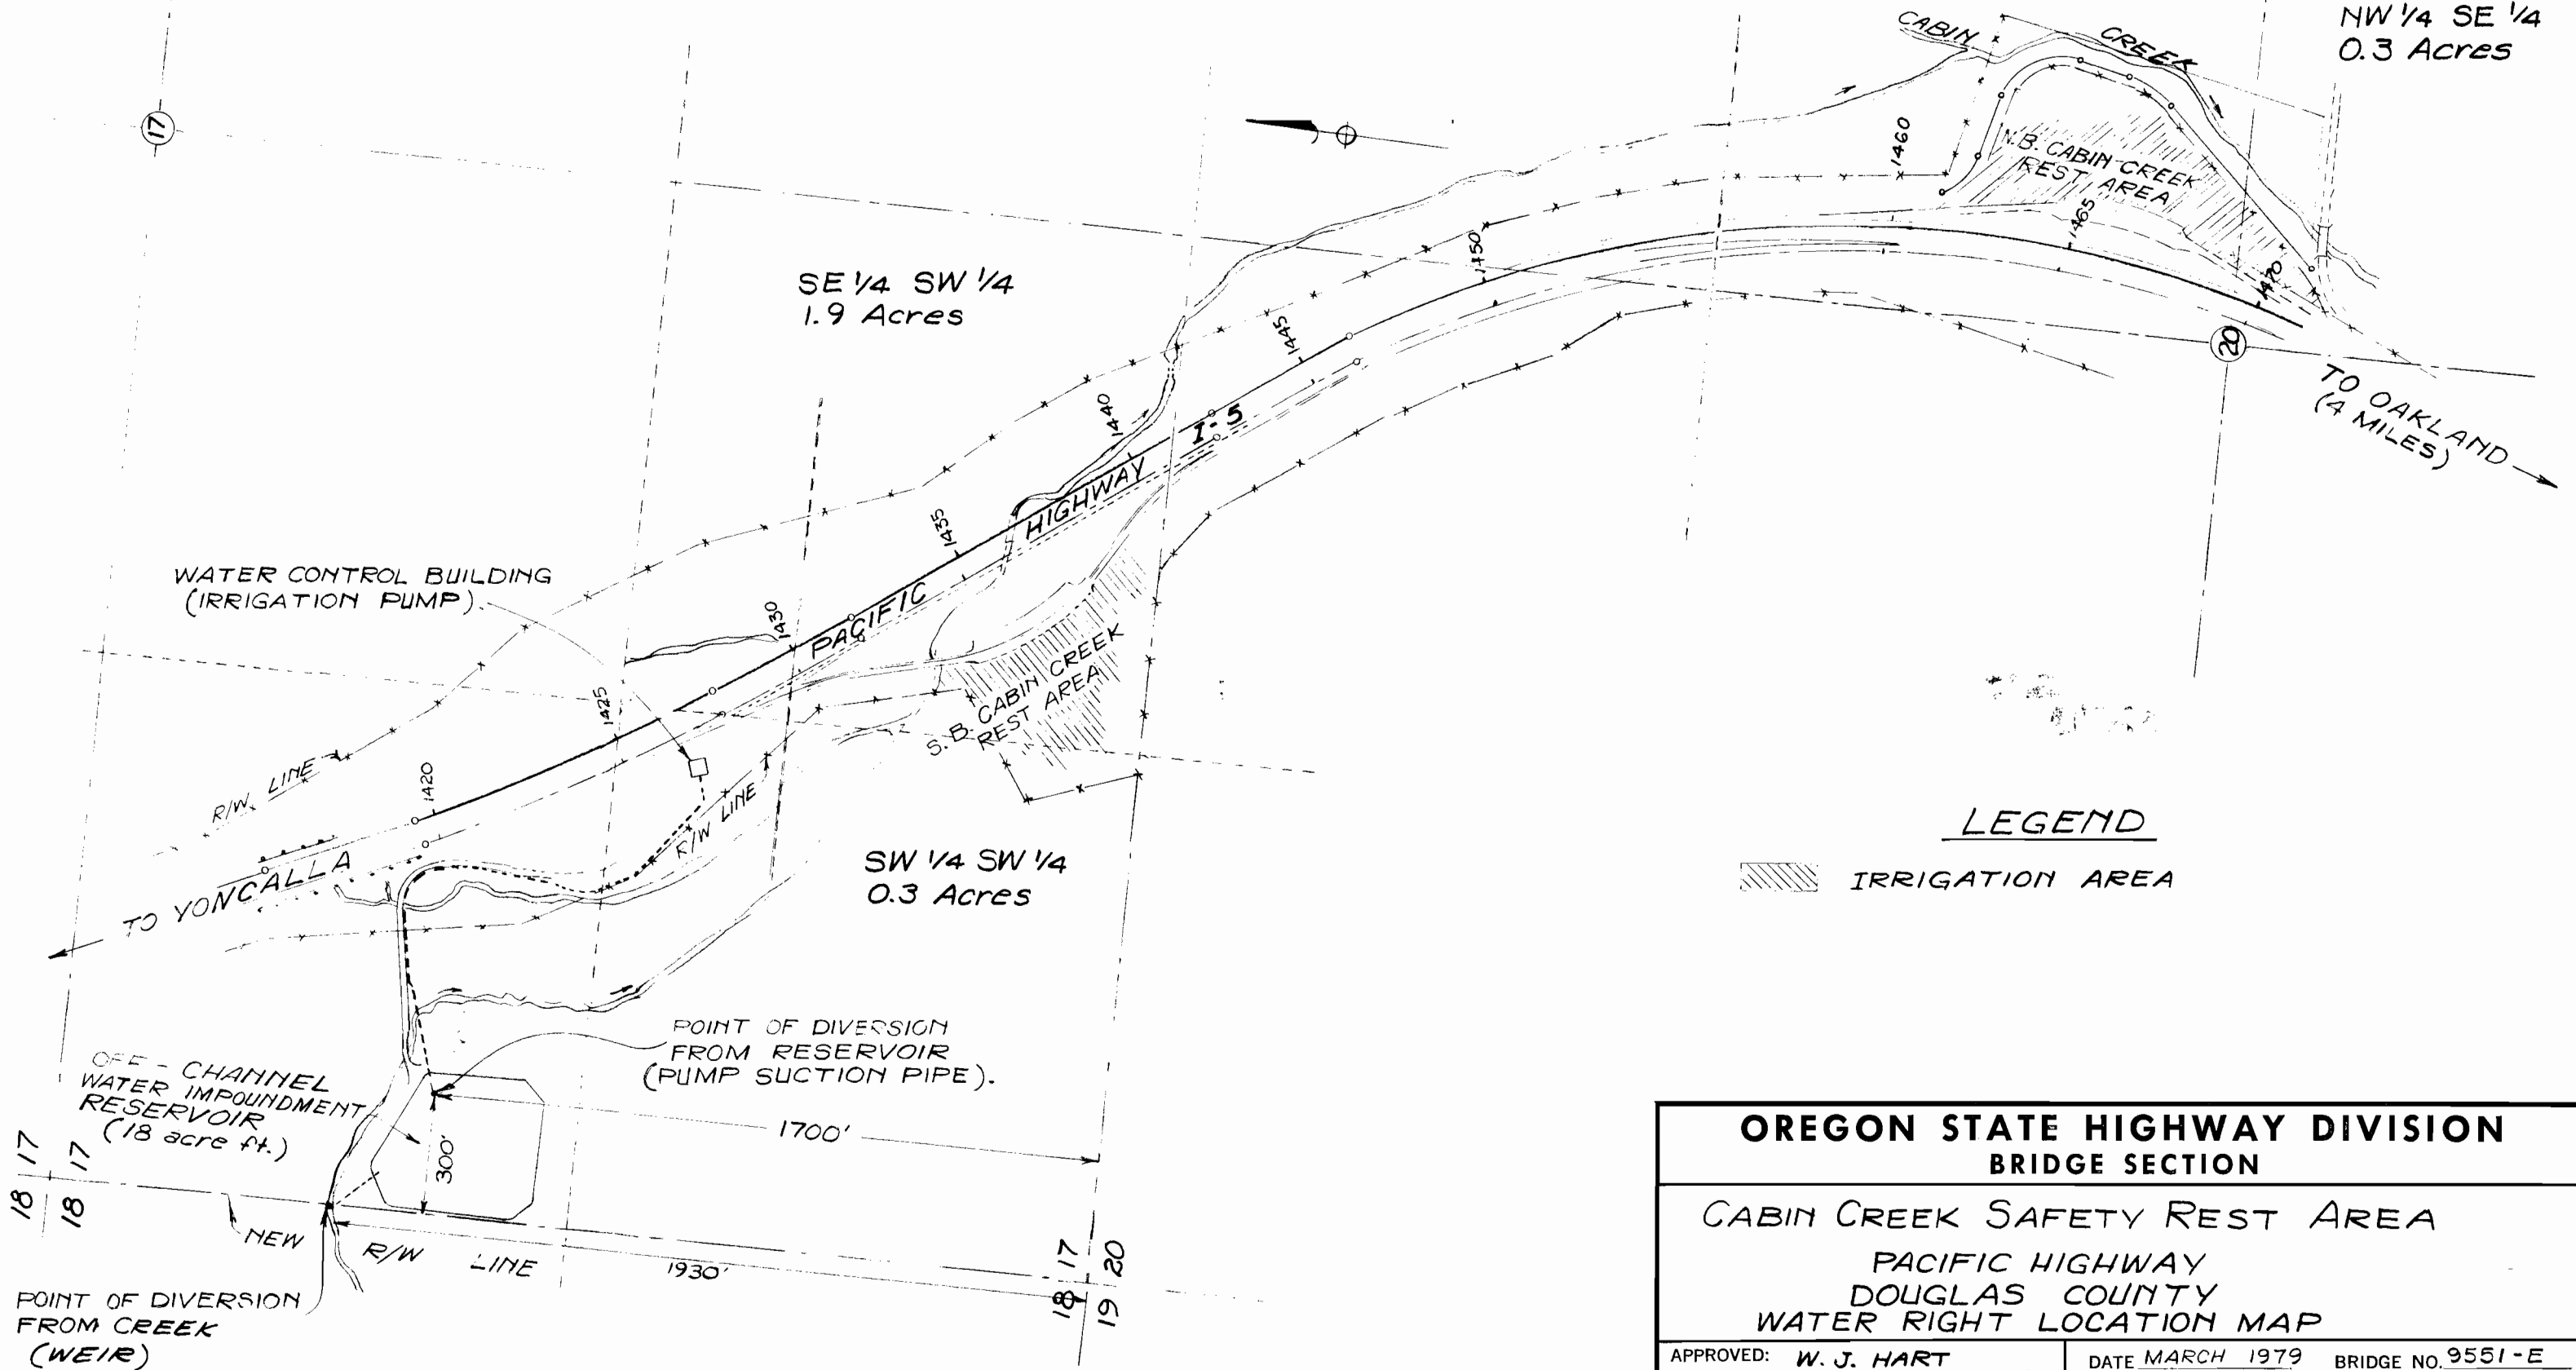 NW 1/4 SE 1/4
0.3 Acres
CABIN CREEK
17
1460
N.B. CABIN CREEK
REST AREA
1465
1450
1470
SE 1/4 SW 1/4
1.9 Acres
1445
20
TO OAKLAND
(4 MILES)
1440
I-5
HIGHWAY
1435
WATER CONTROL BUILDING
(IRRIGATION PUMP).
PACIFIC
1430
S.B. CABIN CREEK
REST AREA
1425
R/W LINE
1420
R/W LINE
TO YONCALLA
SW 1/4 SW 1/4
0.3 Acres
LEGEND
IRRIGATION AREA
POINT OF DIVERSION
FROM RESERVOIR
(PUMP SUCTION PIPE).
OFF-CHANNEL
WATER IMPOUNDMENT
RESERVOIR
(18 acre ft.)
300'
1700'
18 17
18 17
NEW R/W LINE
1930'
18 17
19 20
POINT OF DIVERSION
FROM CREEK
(WEIR)
OREGON STATE HIGHWAY DIVISION
BRIDGE SECTION
CABIN CREEK SAFETY REST AREA
PACIFIC HIGHWAY
DOUGLAS COUNTY
WATER RIGHT LOCATION MAP
APPROVED: W. J. HART DATE MARCH 1979 BRIDGE NO. 9551-E